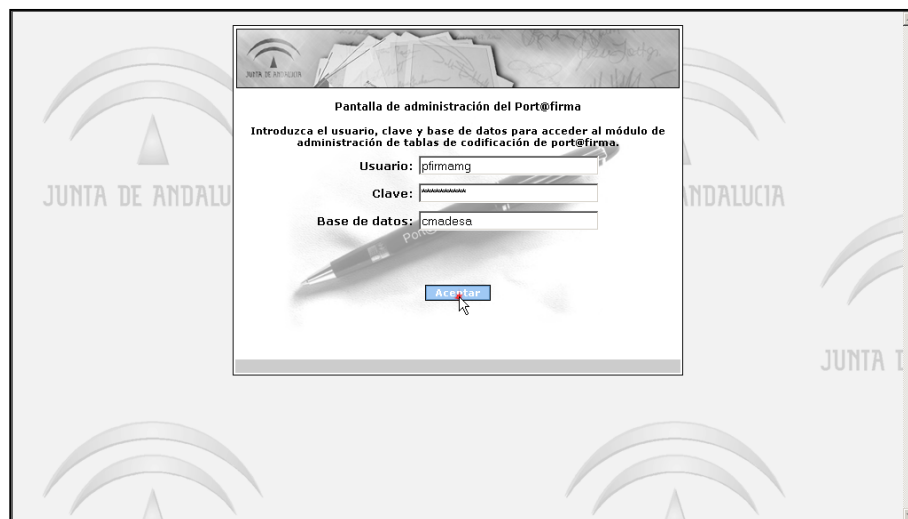 JUNTA DE ANDALUCIA
Pantalla de administración del Port@firma
Introduzca el usuario, clave y base de datos para acceder al módulo de
administración de tablas de codificación de port@firma.
Usuario: pfirmamg
Clave: **********
Base de datos: cmadesa
Aceptar
JUNTA DE ANDALU
NDALUCIA
JUNTA D